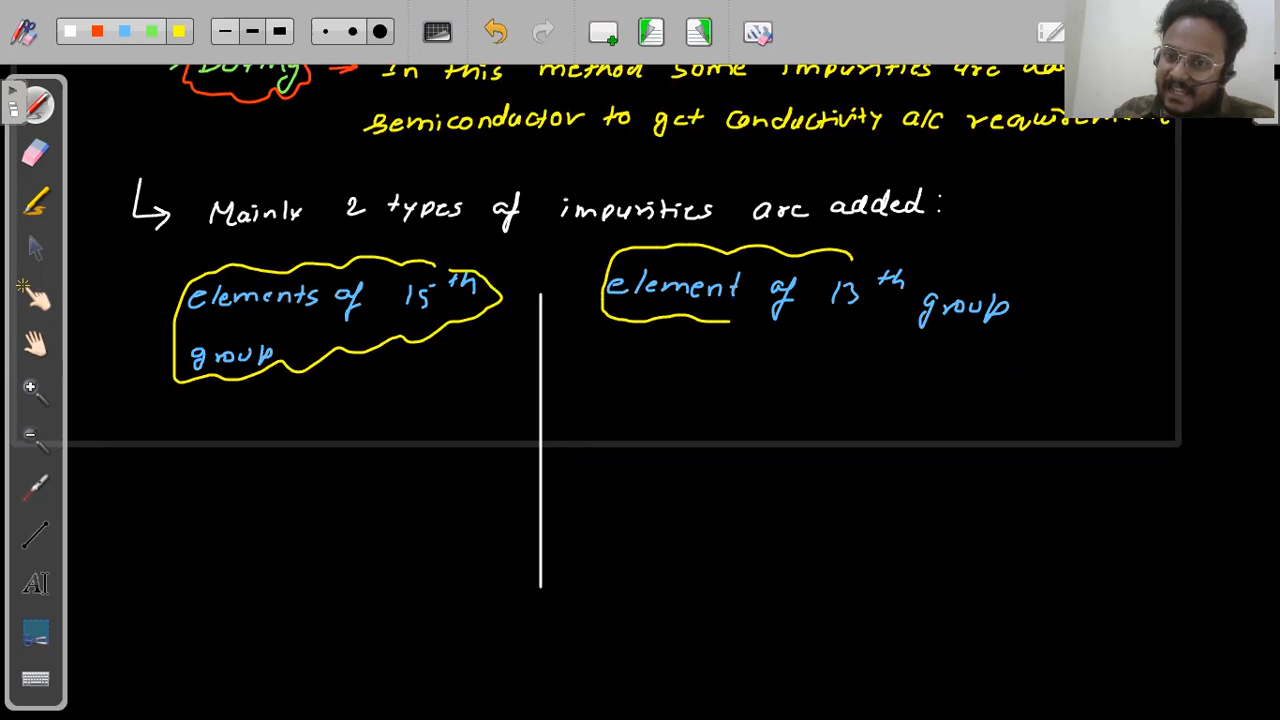 Doping → In this method some impurities are
semiconductor to get conductivity a/c
↳ Mainly 2 types of impurities are added:
elements of 15th
group
element of 13th group
AI